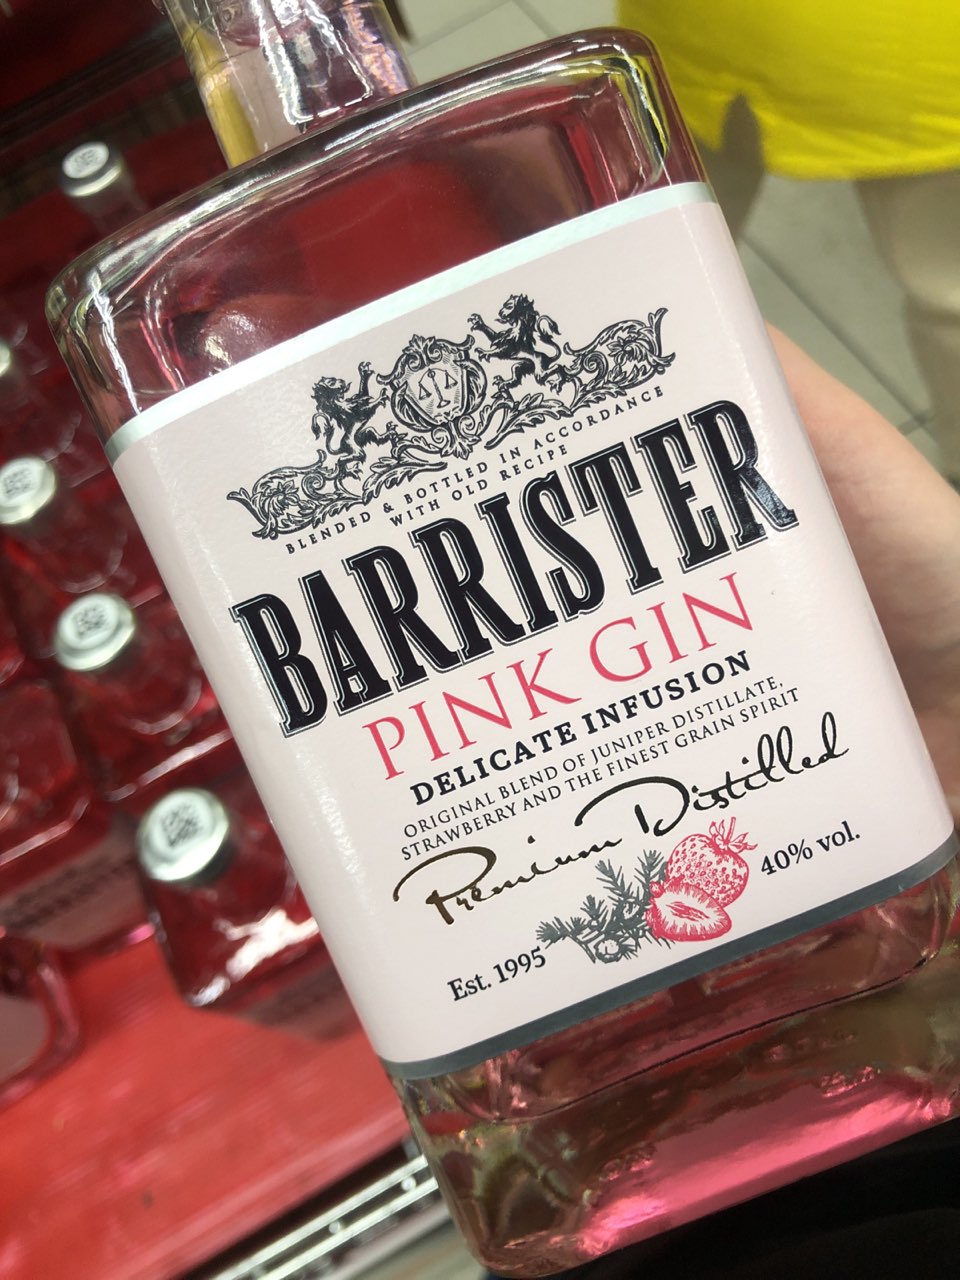 BLENDED & BOTTLED IN ACCORDANCE
WITH OLD RECIPE
BARRISTER
PINK GIN
DELICATE INFUSION
ORIGINAL BLEND OF JUNIPER DISTILLATE,
STRAWBERRY AND THE FINEST GRAIN SPIRIT
Premium Distilled
40% vol.
Est. 1995